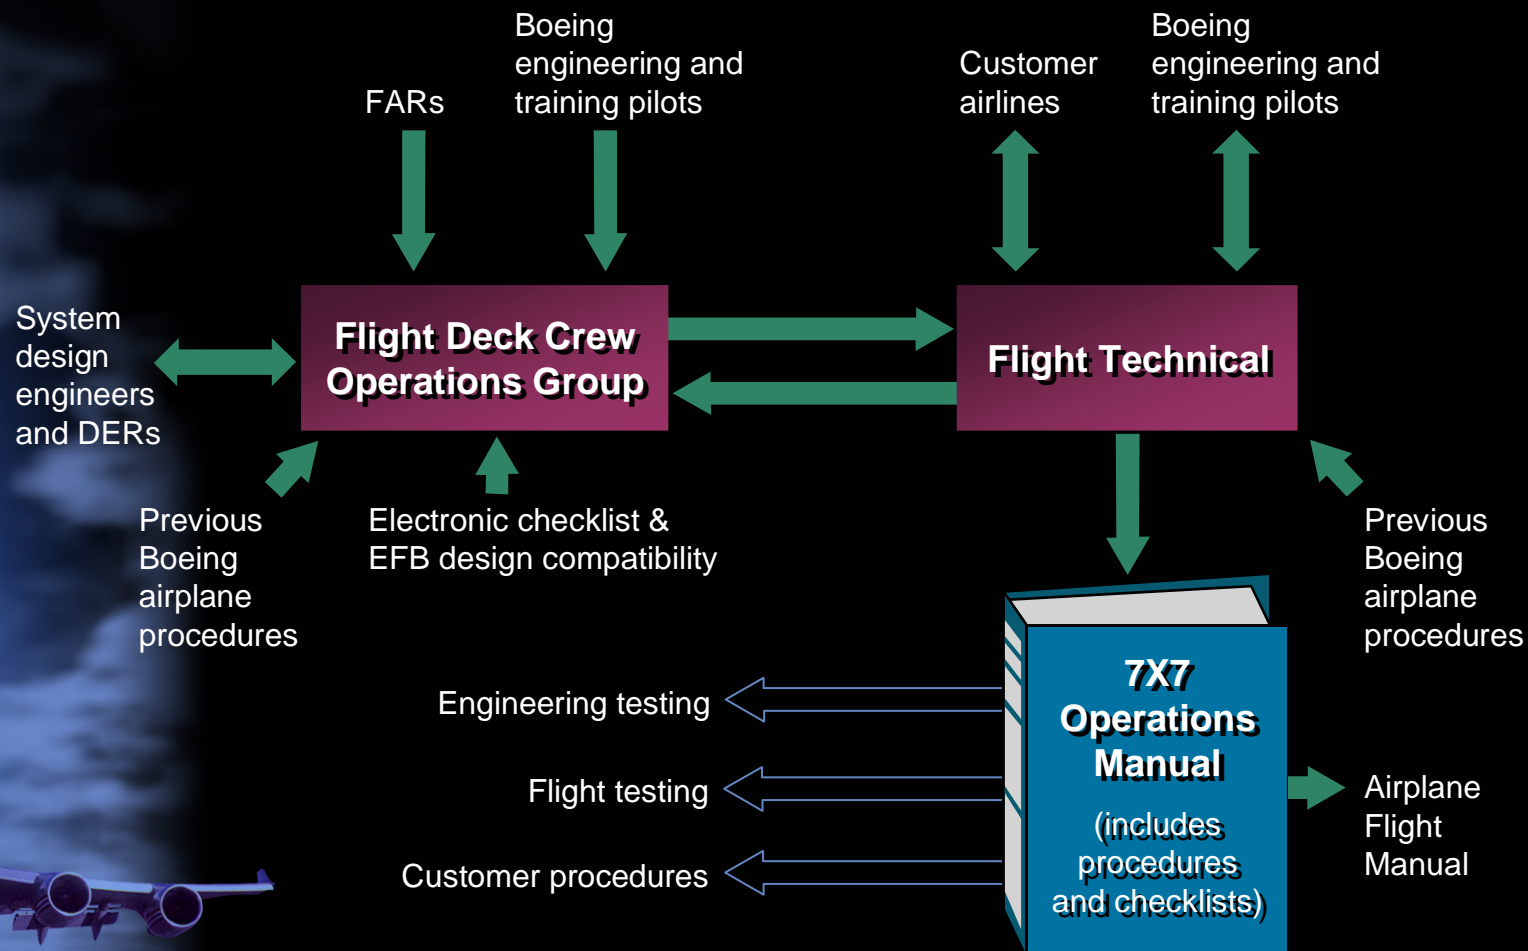 FARs
Boeing
engineering and
training pilots
Customer
airlines
Boeing
engineering and
training pilots
System
design
engineers
and DERs
Flight Deck Crew
Operations Group
Flight Technical
Previous
Boeing
airplane
procedures
Electronic checklist &
EFB design compatibility
Previous
Boeing
airplane
procedures
Engineering testing
Flight testing
Customer procedures
7X7
Operations
Manual
(includes
procedures
and checklists)
Airplane
Flight
Manual